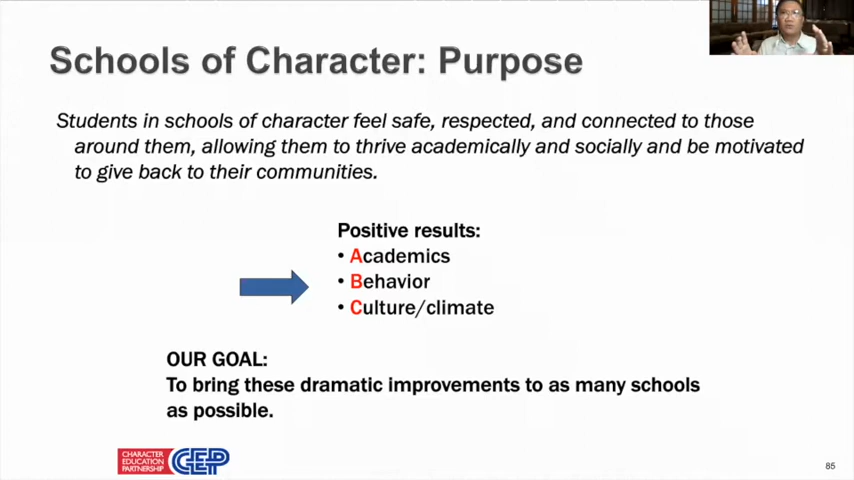 Schools of Character: Purpose
Students in schools of character feel safe, respected, and connected to those
around them, allowing them to thrive academically and socially and be motivated
to give back to their communities.
Positive results:
• Academics
• Behavior
• Culture/climate
OUR GOAL:
To bring these dramatic improvements to as many schools
as possible.
CHARACTER
EDUCATION
PARTNERSHIP
CEP
85